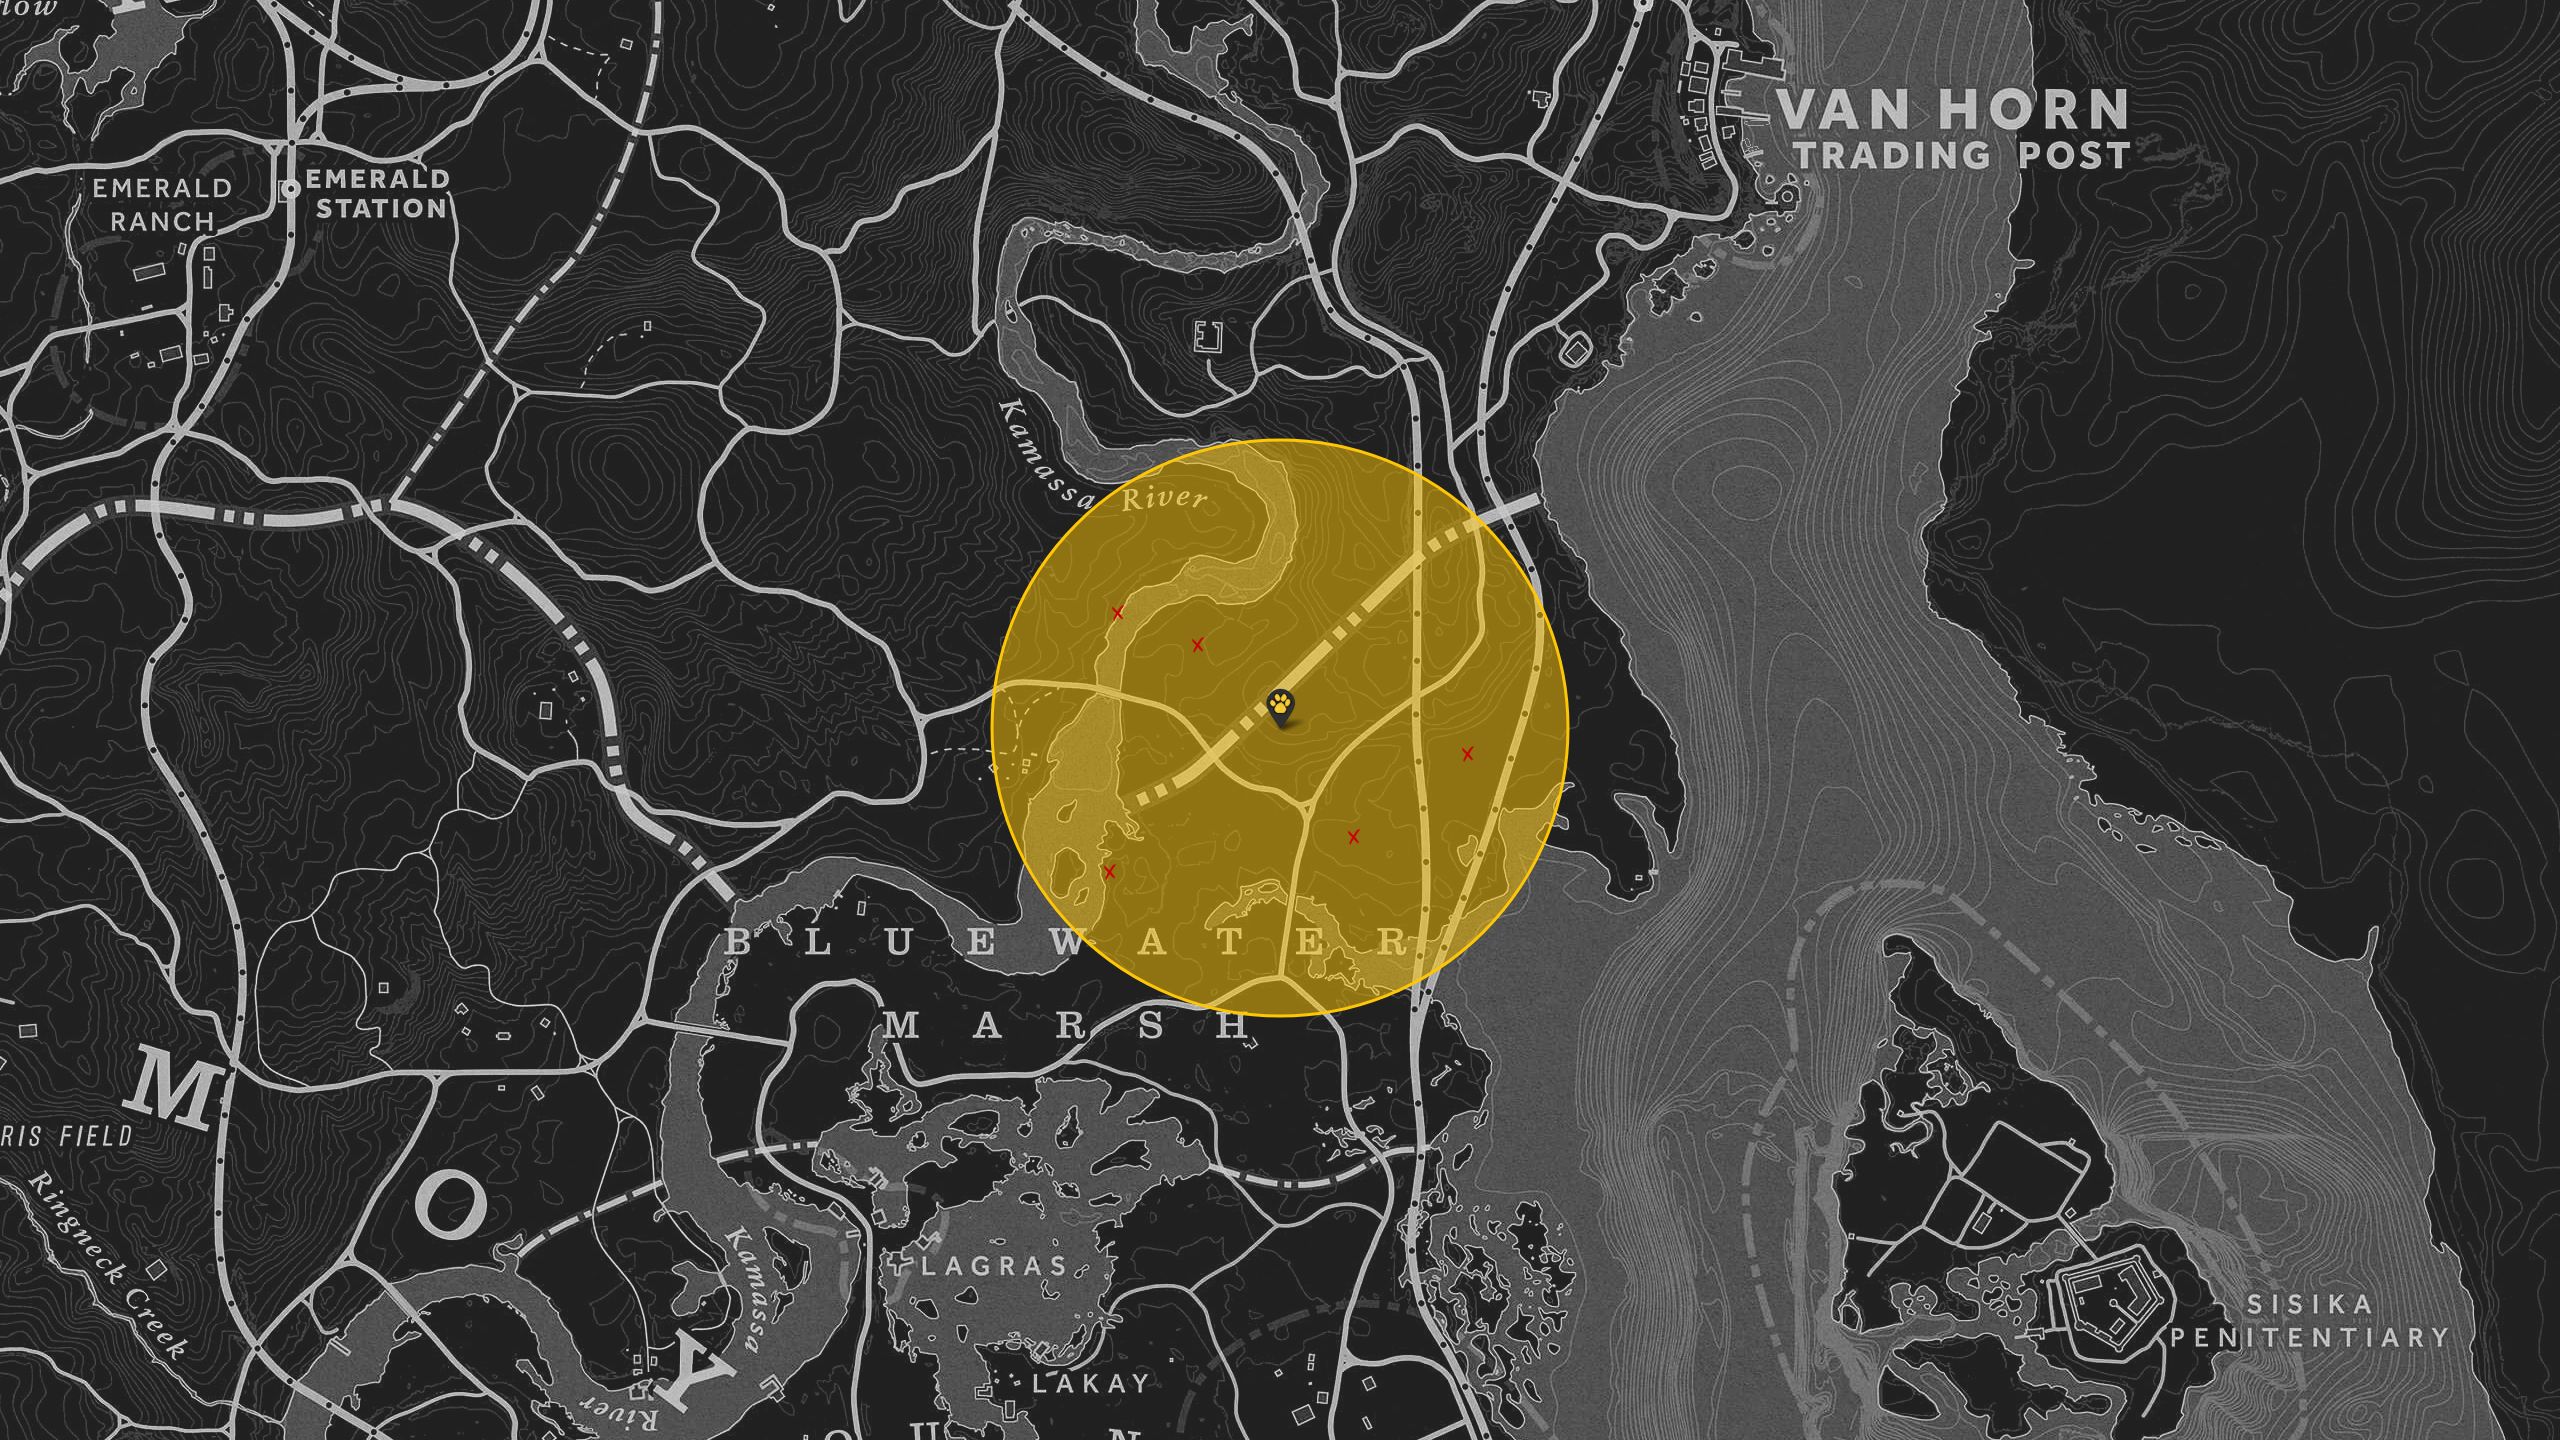 low
VAN HORN
TRADING POST
EMERALD
RANCH
EMERALD
STATION
Kamassa River
BLUEWATER
MARSH
M
RIS FIELD
O
Ringneck Creek
Kamassa
LAGRAS
SISIKA
PENITENTIARY
Y
LAKAY
River